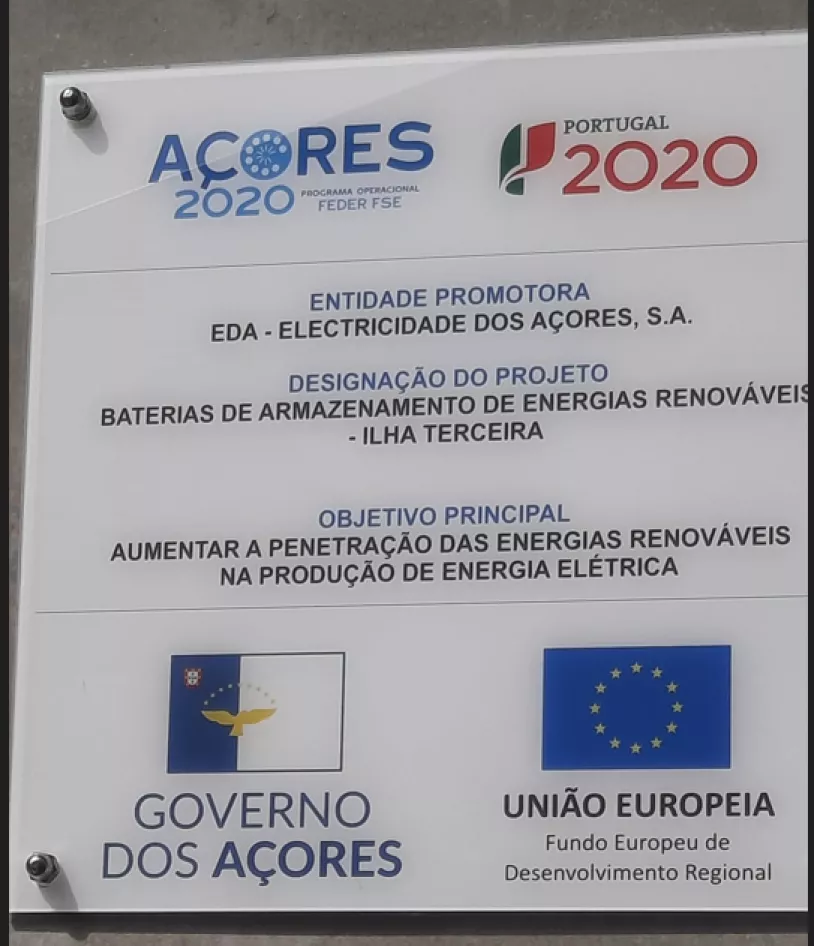 AÇORES
2020 PROGRAMA OPERACIONAL
FEDER FSE
PORTUGAL
2020
ENTIDADE PROMOTORA
EDA - ELECTRICIDADE DOS AÇORES, S.A.
DESIGNAÇÃO DO PROJETO
BATERIAS DE ARMAZENAMENTO DE ENERGIAS RENOVÁVEIS
- ILHA TERCEIRA
OBJETIVO PRINCIPAL
AUMENTAR A PENETRAÇÃO DAS ENERGIAS RENOVÁVEIS
NA PRODUÇÃO DE ENERGIA ELÉTRICA
GOVERNO
DOS AÇORES
UNIÃO EUROPEIA
Fundo Europeu de
Desenvolvimento Regional